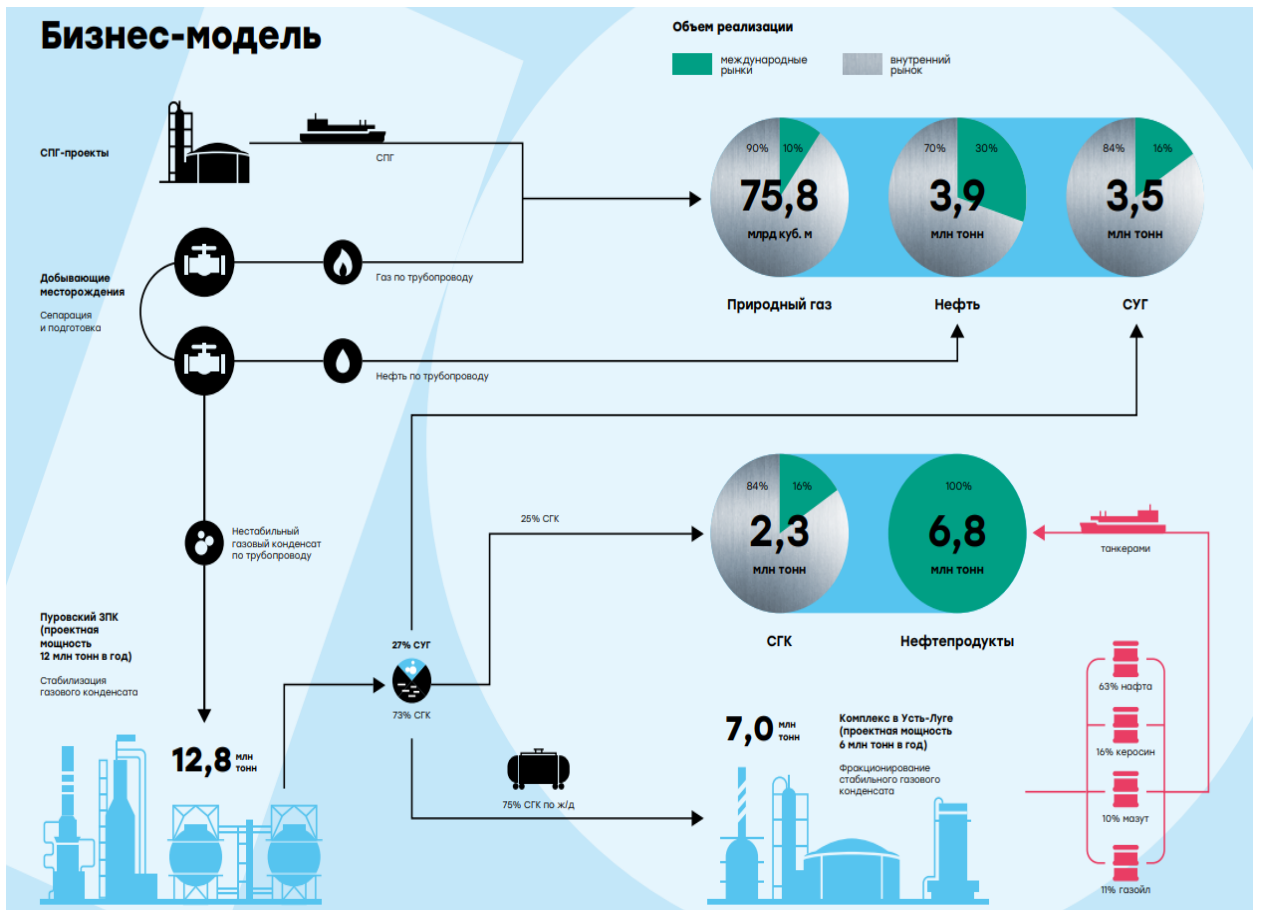 Бизнес-модель
Объем реализации
международные
рынки
внутренний
рынок
СПГ-проекты
СПГ
90%
10%
75,8
млрд куб. м
Природный газ
70%
30%
3,9
млн тонн
Нефть
84%
16%
3,5
млн тонн
СУГ
Добывающие
месторождения
Сепарация
и подготовка
Газ по трубопроводу
Нефть по трубопроводу
Нестабильный
газовый конденсат
по трубопроводу
25% СГК
84%
16%
2,3
млн тонн
СГК
100%
6,8
млн тонн
Нефтепродукты
танкерами
Пуровский ЗПК
(проектная
мощность
12 млн тонн в год)
Стабилизация
газового конденсата
12,8 млн
тонн
27% СУГ
73% СГК
75% СГК по ж/д
7,0 млн
тонн
Комплекс в Усть-Луге
(проектная мощность
6 млн тонн в год)
Фракционирование
стабильного газового
конденсата
63% нафта
16% керосин
10% мазут
11% газойл